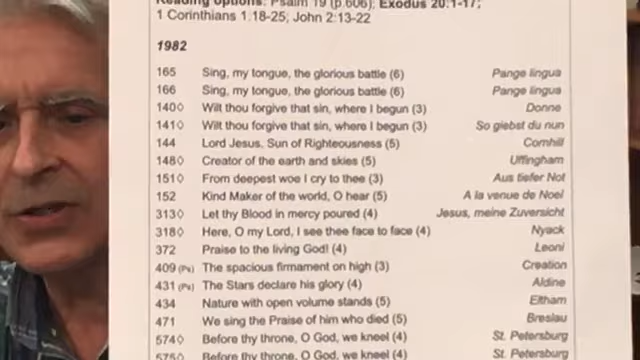 Reading options: Psalm 19 (p.606); Exodus 20:1-17;
1 Corinthians 1.18-25; John 2:13-22
1982
165 Sing, my tongue, the glorious battle (6) Pange lingua
166 Sing, my tongue, the glorious battle (6) Pange lingua
140◊ Wilt thou forgive that sin, where I begun (3) Donne
141◊ Wilt thou forgive that sin, where I begun (3) So giebst du nun
144 Lord Jesus, Sun of Righteousness (5) Cornhill
148◊ Creator of the earth and skies (5) Uffingham
151◊ From deepest woe I cry to thee (3) Aus tiefer Not
152 Kind Maker of the world, O hear (5) A la venue de Noel
313◊ Let thy Blood in mercy poured (4) Jesus, meine Zuversicht
318◊ Here, O my Lord, I see thee face to face (4) Nyack
372 Praise to the living God! (4) Leoni
409 (Ps) The spacious firmament on high (3) Creation
431 (Ps) The Stars declare his glory (4) Aldine
434 Nature with open volume stands (5) Eltham
471 We sing the Praise of him who died (5) Breslau
574◊ Before thy throne, O God, we kneel (4) St. Petersburg
575◊ Before thy throne, O God, we kneel (4) St. Petersburg